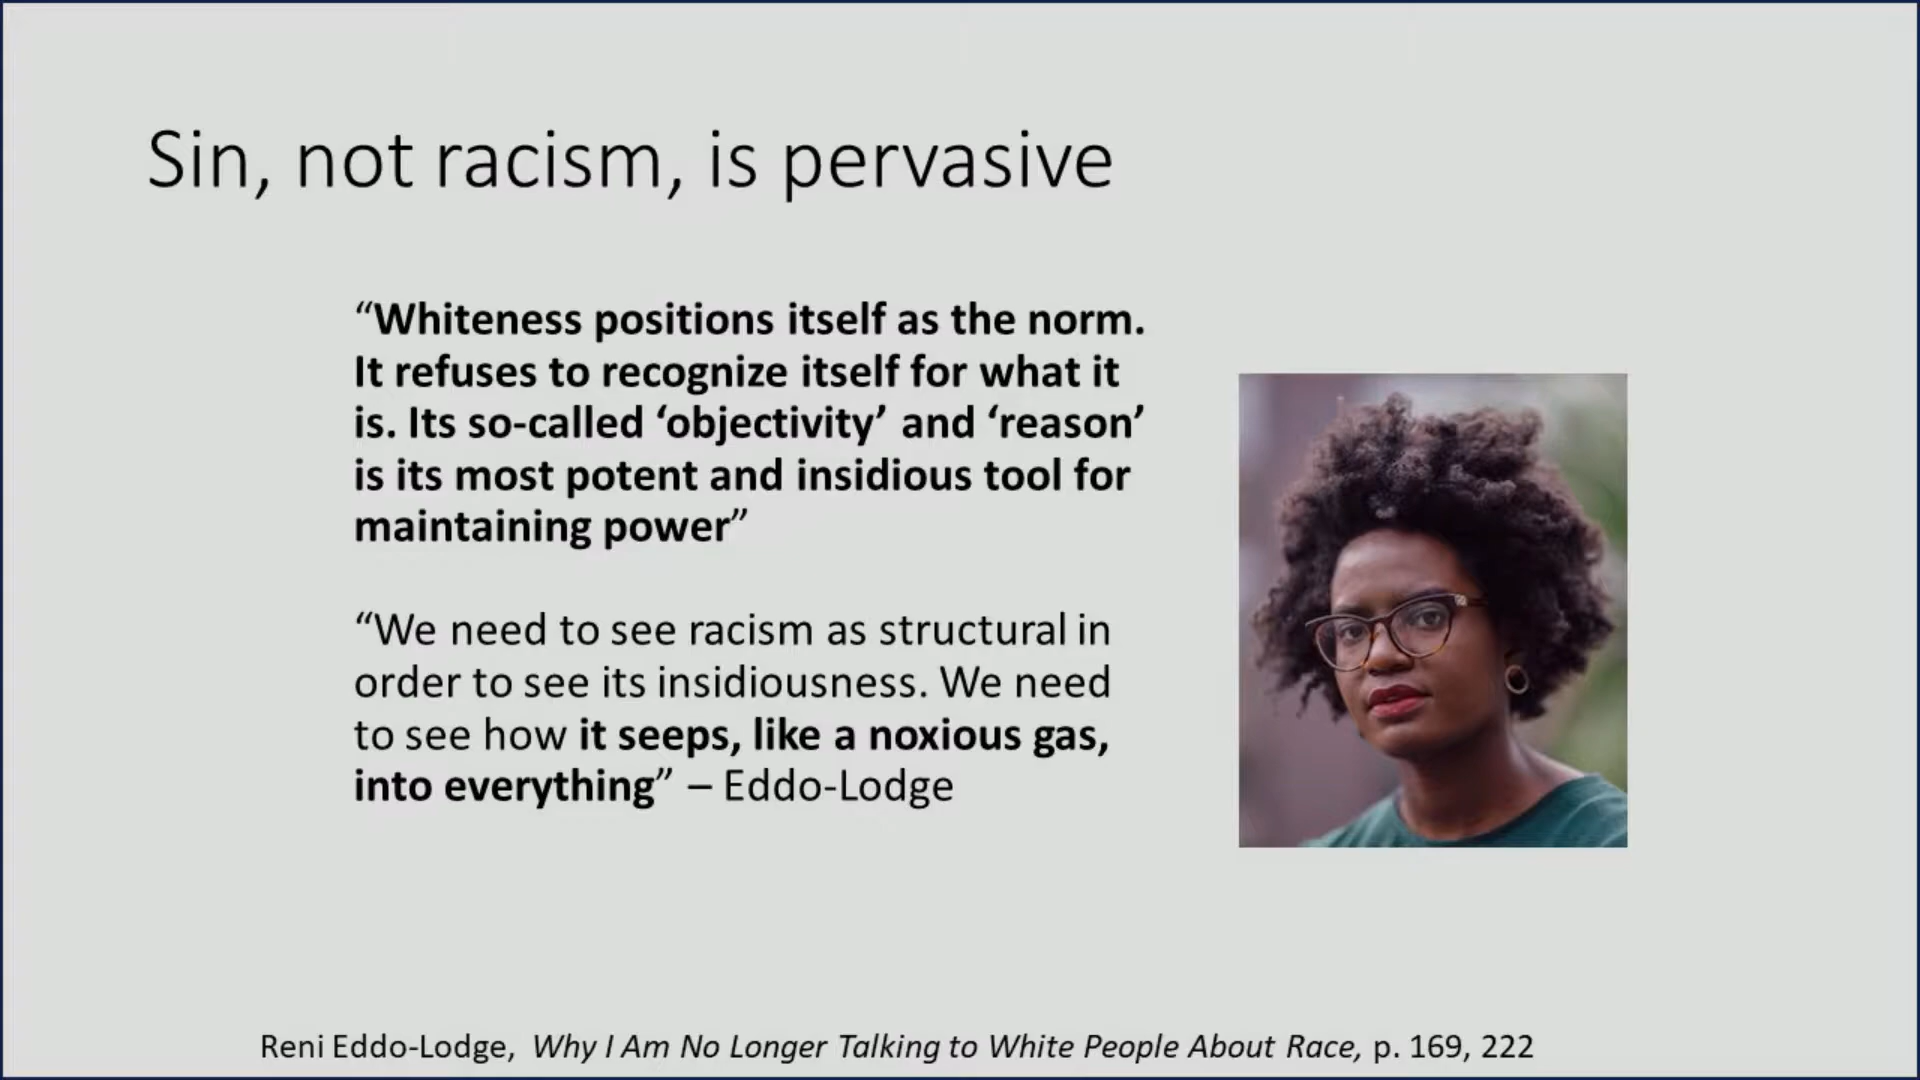 Sin, not racism, is pervasive
“Whiteness positions itself as the norm.
It refuses to recognize itself for what it
is. Its so-called ‘objectivity’ and ‘reason’
is its most potent and insidious tool for
maintaining power”
“We need to see racism as structural in
order to see its insidiousness. We need
to see how it seeps, like a noxious gas,
into everything” – Eddo-Lodge
Reni Eddo-Lodge, Why I Am No Longer Talking to White People About Race, p. 169, 222